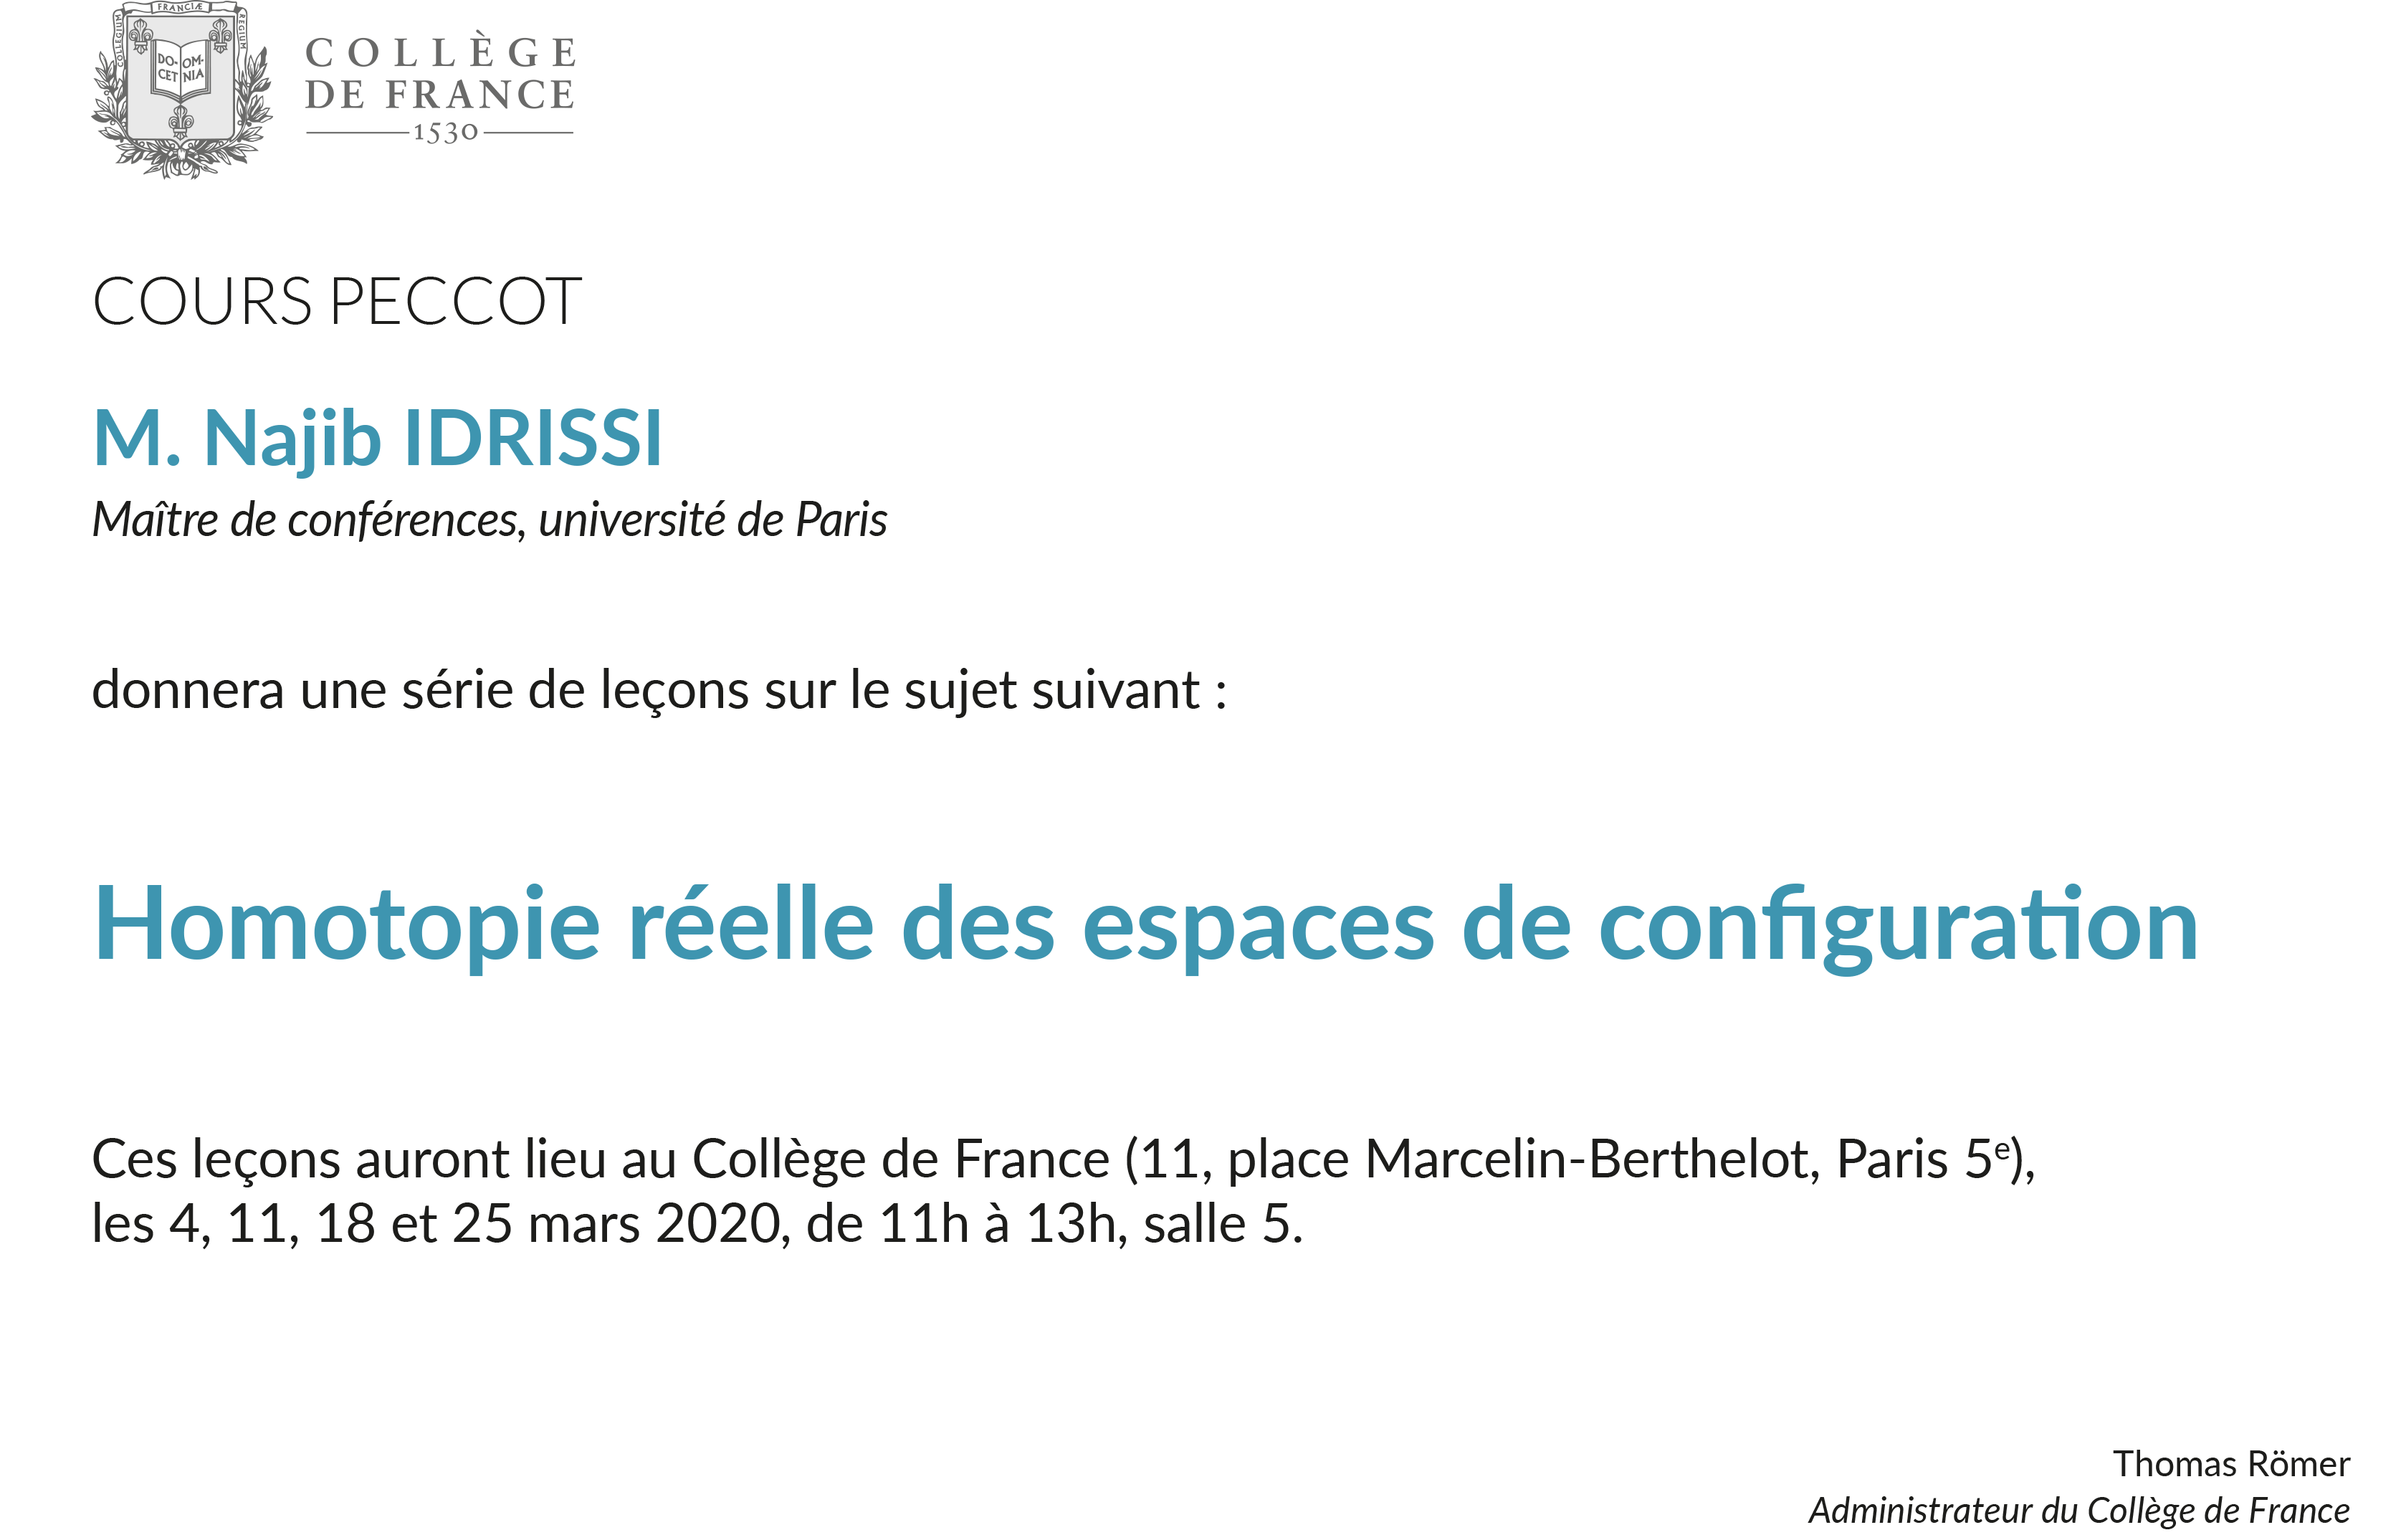 COLLEGIUM FRANCIÆ REGIUM
DO-
CET
OM-
NIA
COLLÈGE
DE FRANCE
1530
COURS PECCOT
M. Najib IDRISSI
Maître de conférences, université de Paris
donnera une série de leçons sur le sujet suivant :
Homotopie réelle des espaces de configuration
Ces leçons auront lieu au Collège de France (11, place Marcelin-Berthelot, Paris 5e),
les 4, 11, 18 et 25 mars 2020, de 11h à 13h, salle 5.
Thomas Römer
Administrateur du Collège de France